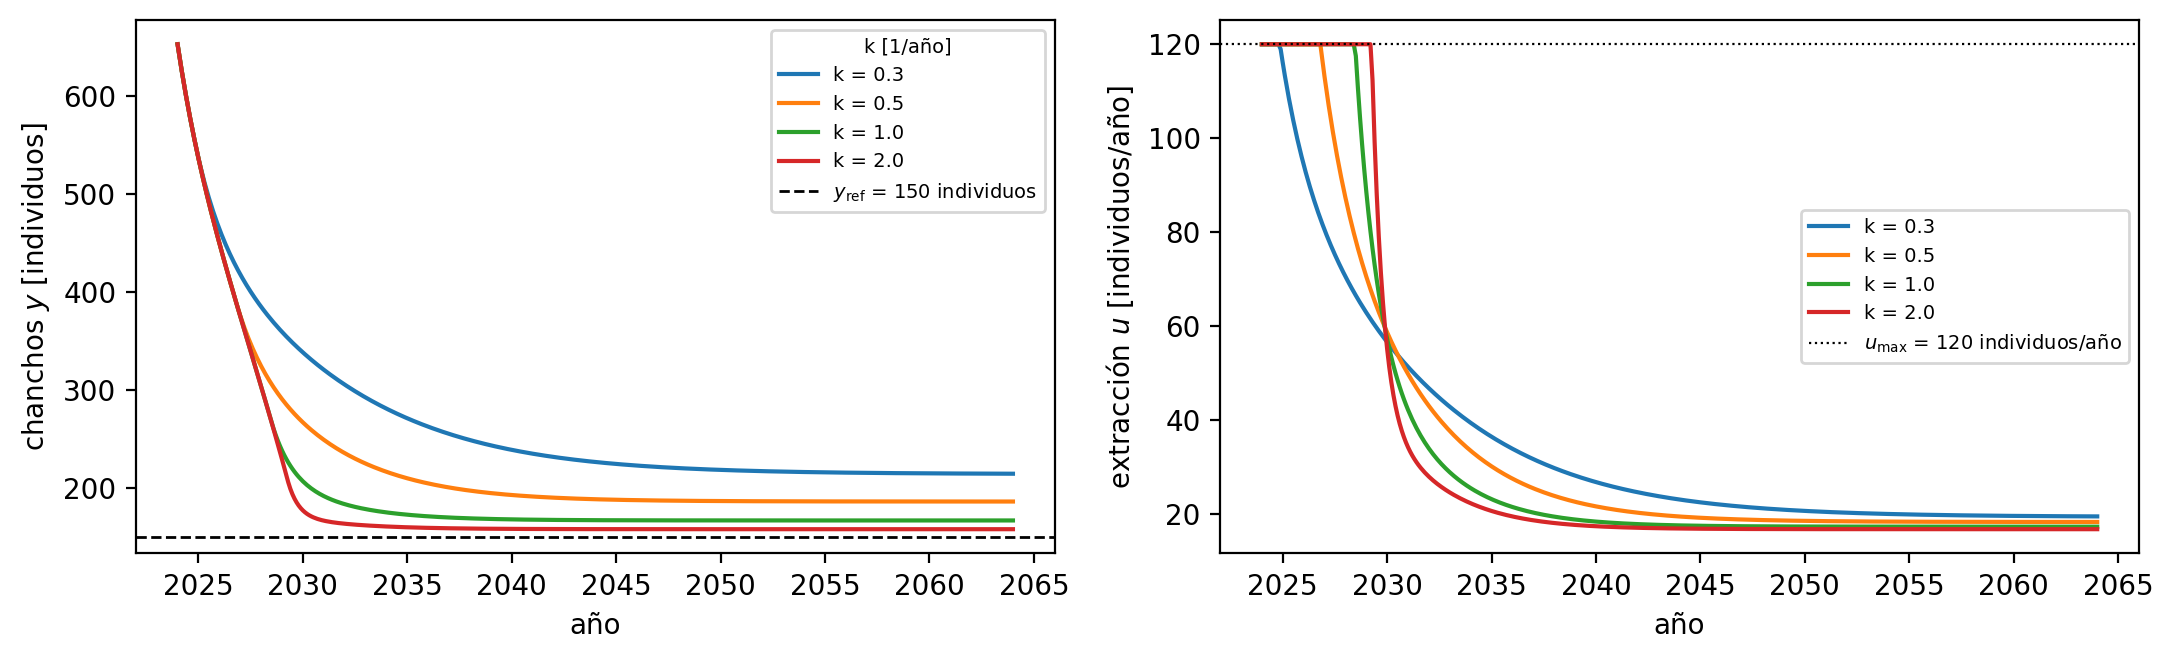 600
500
400
300
200
chanchos y [individuos]
k [1/año]
k = 0.3
k = 0.5
k = 1.0
k = 2.0
y_ref = 150 individuos
2025 2030 2035 2040 2045 2050 2055 2060 2065
año
120
100
80
60
40
20
extracción u [individuos/año]
k = 0.3
k = 0.5
k = 1.0
k = 2.0
u_max = 120 individuos/año
2025 2030 2035 2040 2045 2050 2055 2060 2065
año